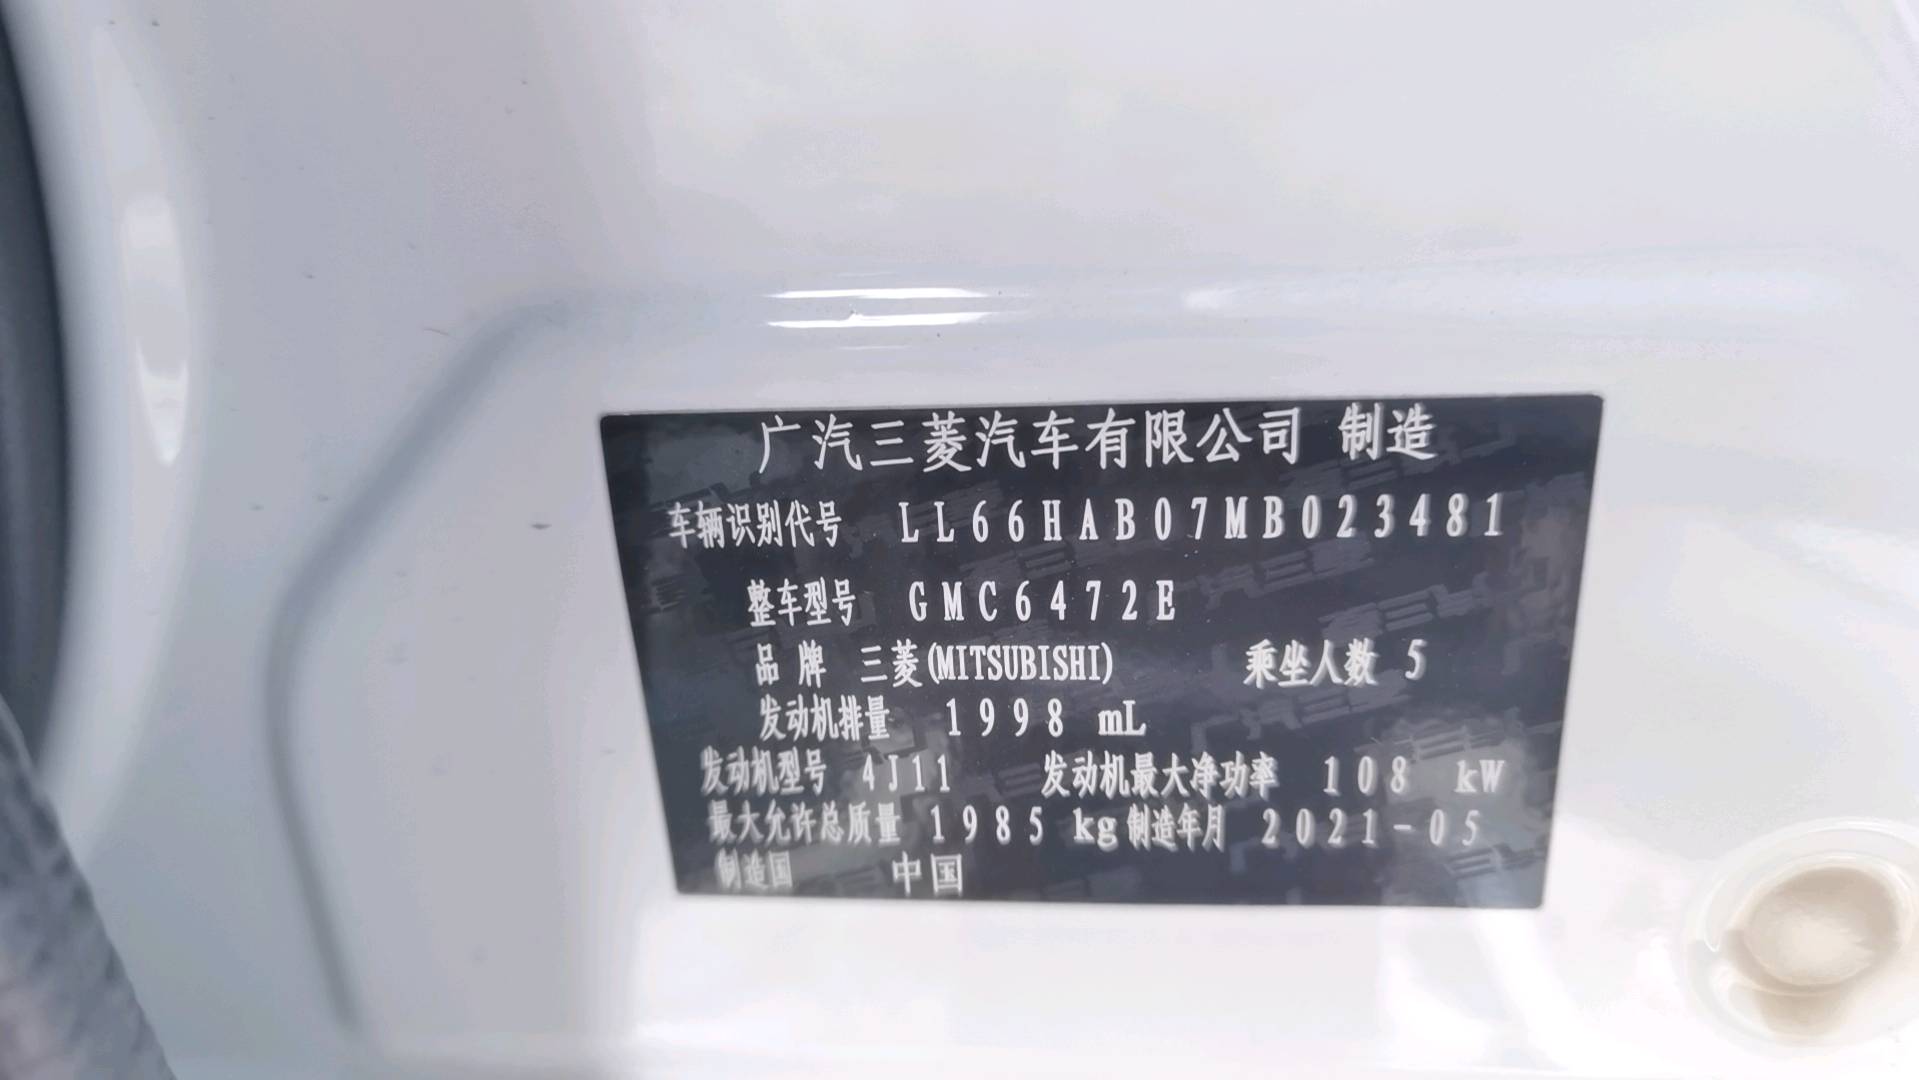 广汽三菱汽车有限公司 制造
车辆识别代号 LL66HAB07MB023481
整车型号 GMC6472E
品牌 三菱(MITSUBISHI) 乘坐人数 5
发动机排量 1998 mL
发动机型号 4J11 发动机最大净功率 108 kW
最大允许总质量 1985 kg 制造年月 2021-05
制造国 中国